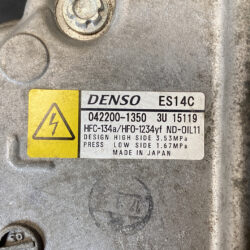 DENSO ES14C
042200-1350 3U 15119
HFC-134a/HFO-1234yf ND-OIL11
DESIGN HIGH SIDE 3.53MPa
PRESS LOW SIDE 1.67MPa
MADE IN JAPAN